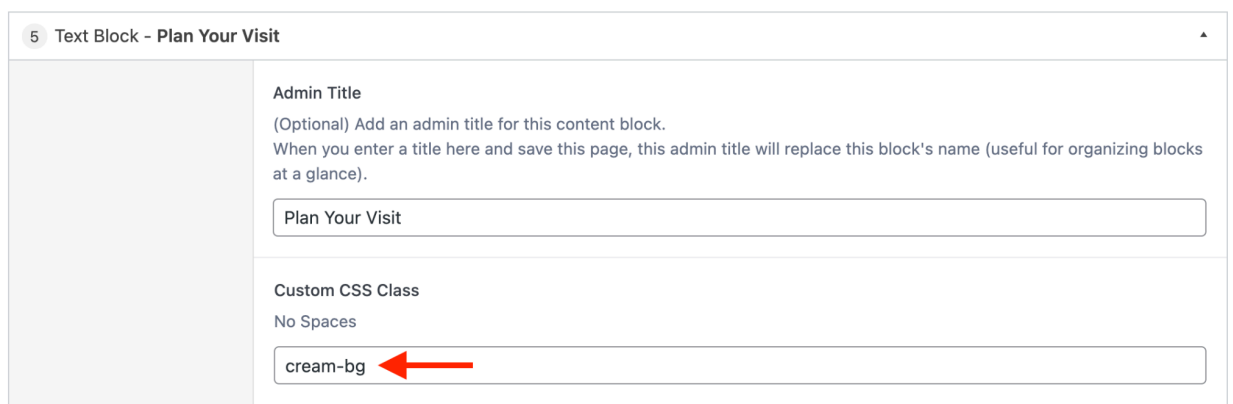 5 Text Block - Plan Your Visit
Admin Title
(Optional) Add an admin title for this content block.
When you enter a title here and save this page, this admin title will replace this block's name (useful for organizing blocks
at a glance).
Plan Your Visit
Custom CSS Class
No Spaces
cream-bg